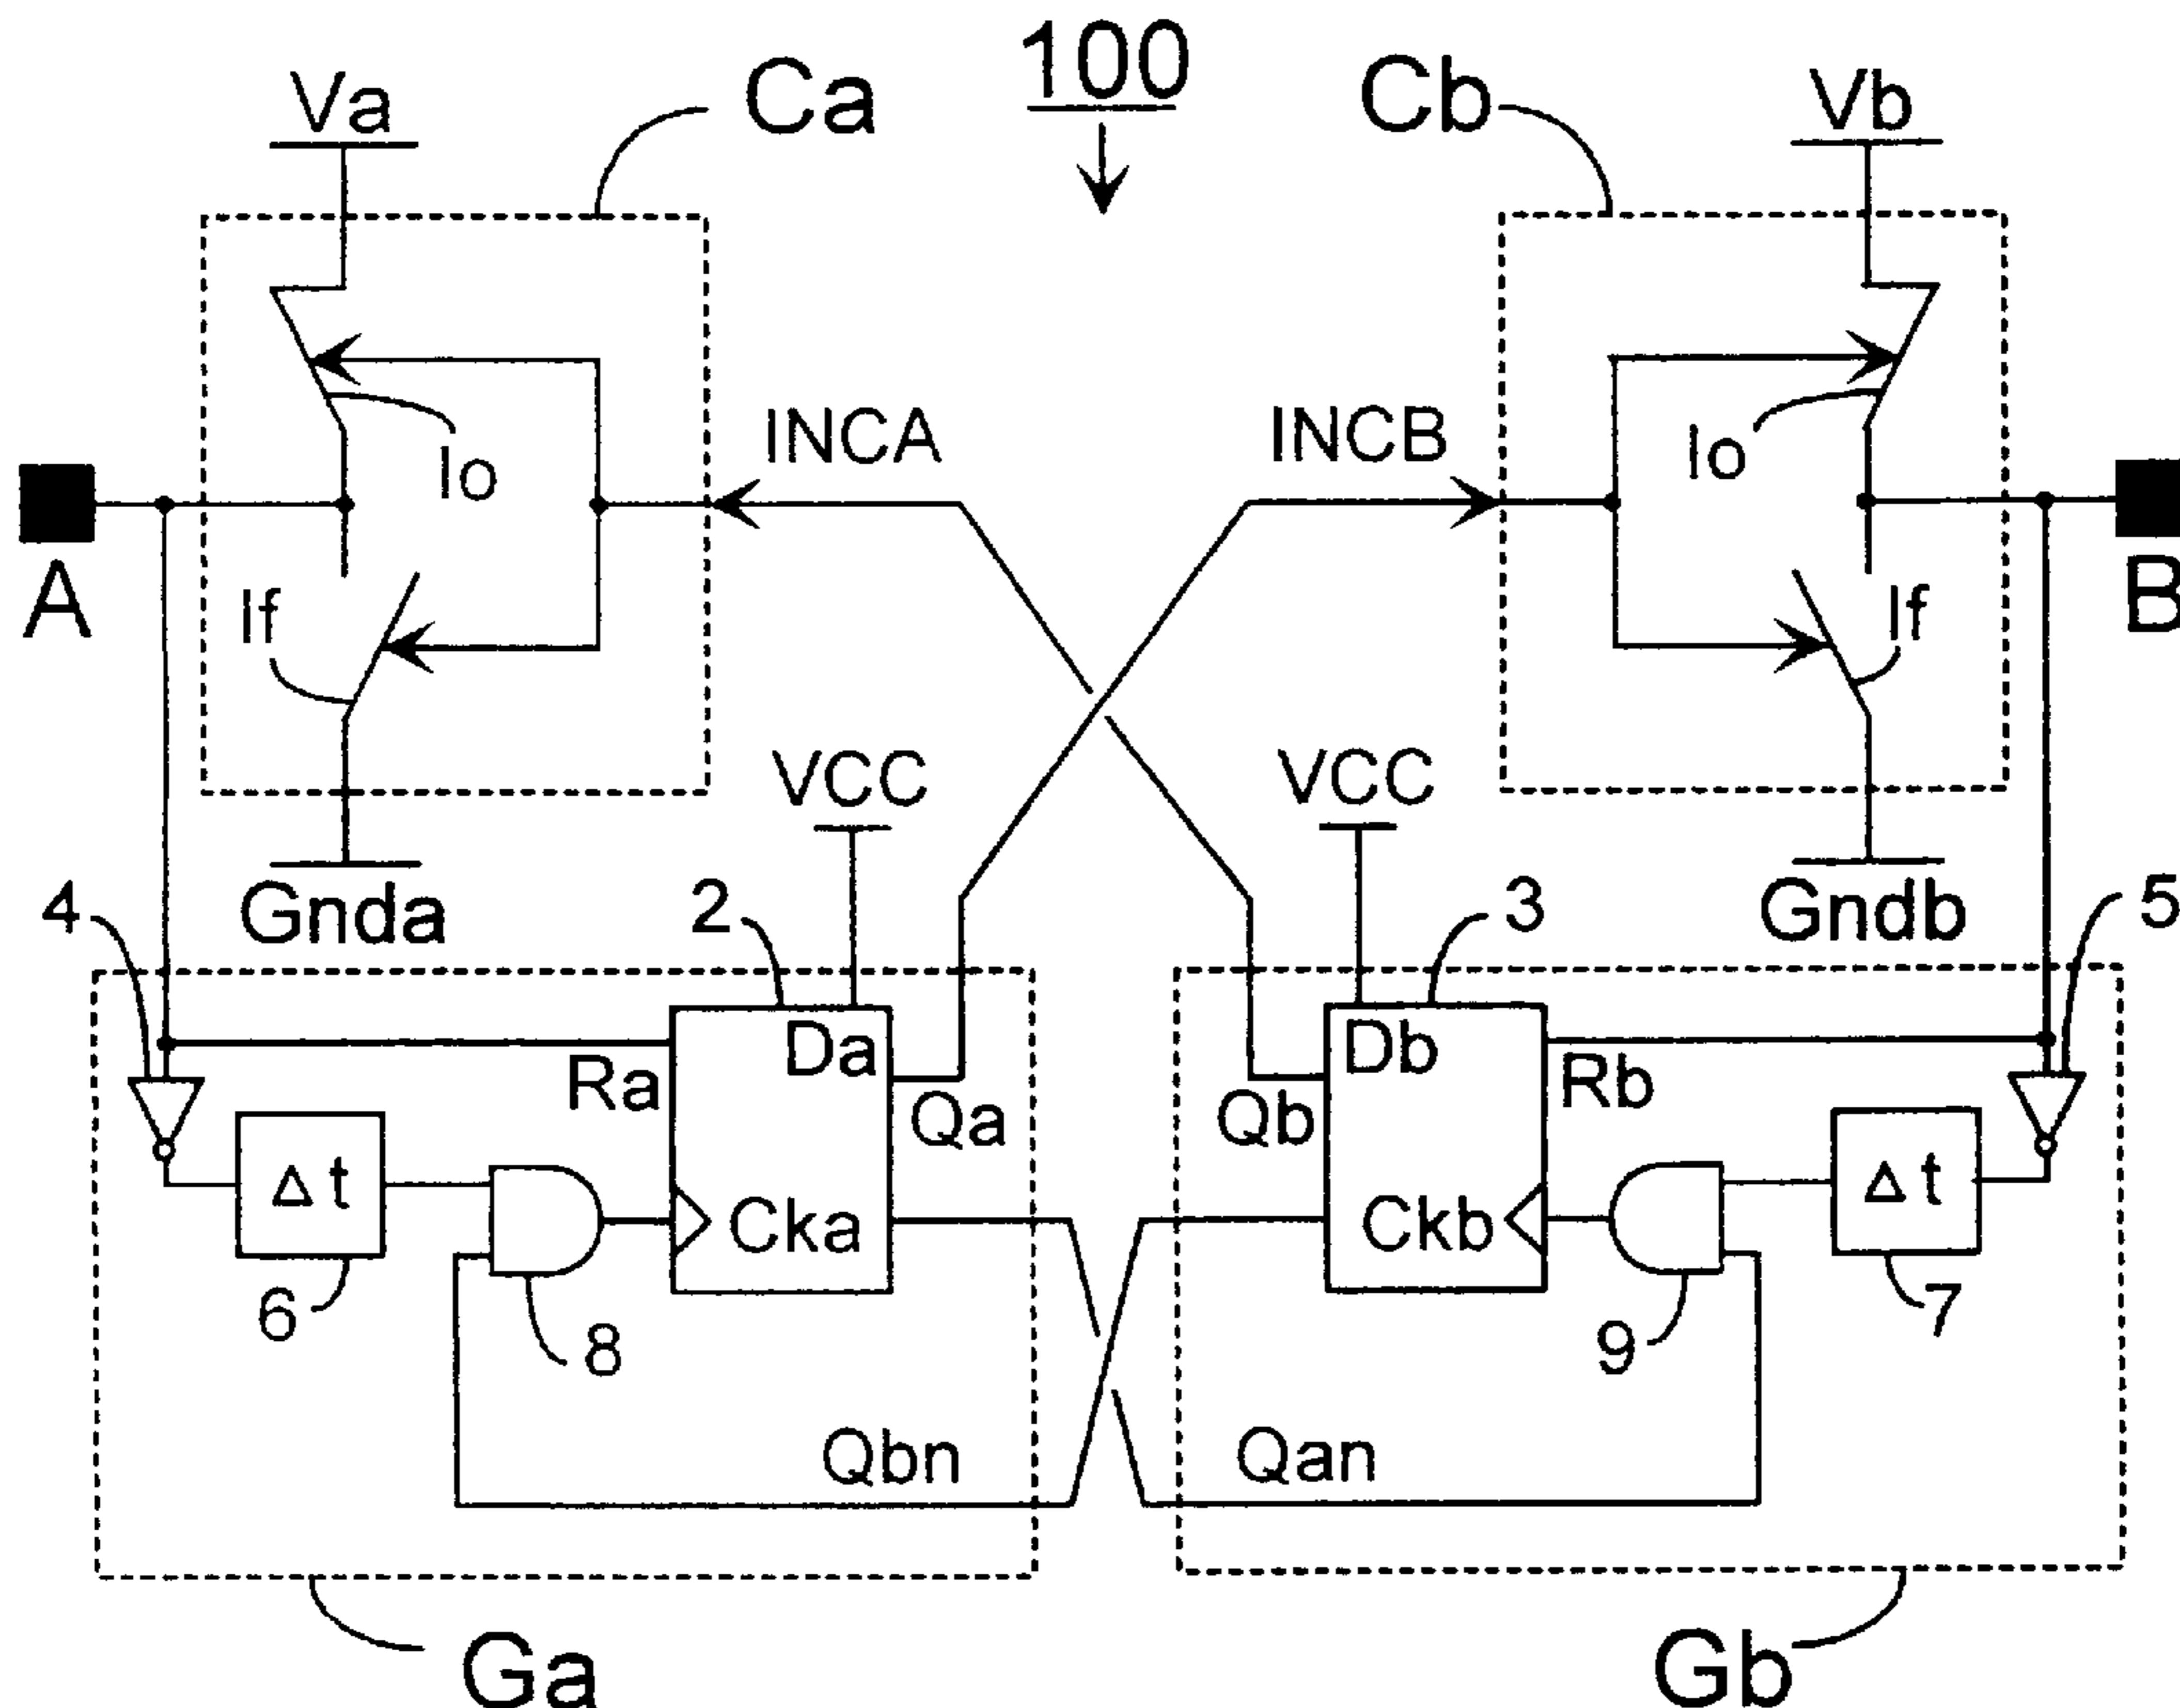 100
Va
Ca
Cb
Vb
INCA
INCB
Io
Io
A
If
If
B
VCC
VCC
Gnda
Gndb
4
2
3
5
Da
Db
Ra
Qa
Qb
Rb
Δt
Cka
Ckb
Δt
6
8
9
7
Qbn
Qan
Ga
Gb